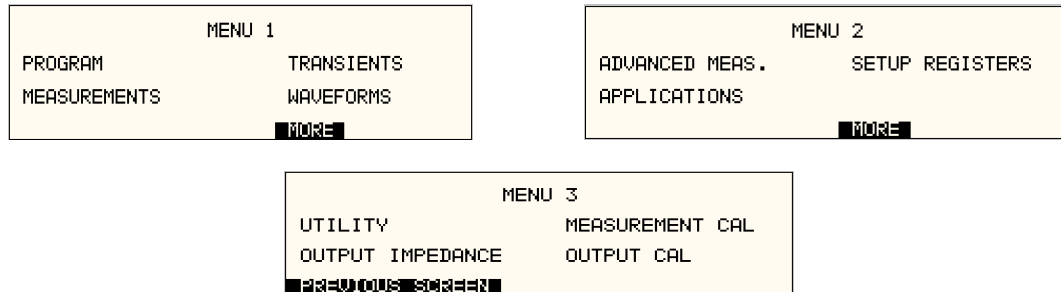 MENU 1
PROGRAM TRANSIENTS
MEASUREMENTS WAVEFORMS
MORE
MENU 2
ADVANCED MEAS. SETUP REGISTERS
APPLICATIONS
MORE
MENU 3
UTILITY MEASUREMENT CAL
OUTPUT IMPEDANCE OUTPUT CAL
PREVIOUS SCREEN